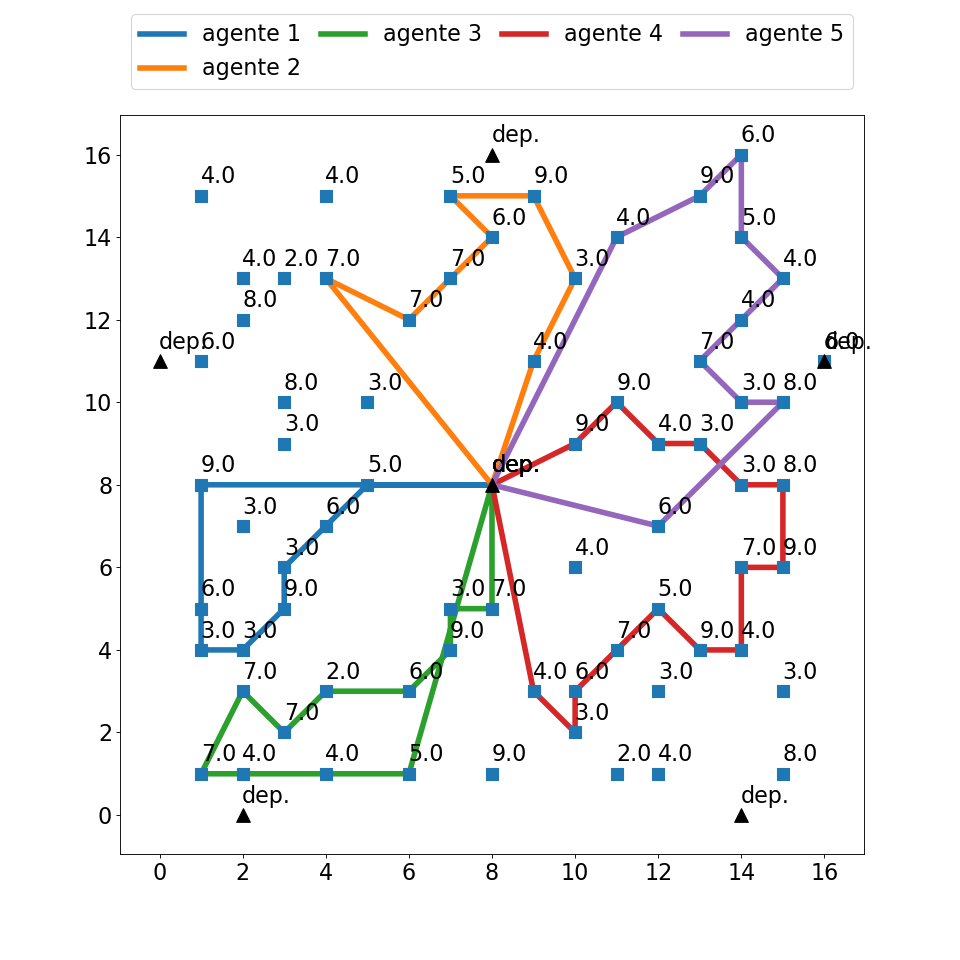 agente 1 agente 3 agente 4 agente 5
agente 2
dep. 6.0
16
4.0 4.0 5.0 9.0 9.0
6.0 4.0 5.0
14
4.0 2.0 7.0 7.0 3.0 4.0
8.0 7.0 4.0
12
dep. 6.0 4.0 7.0 6.0 dep.
8.0 3.0 9.0 3.0 8.0
10
3.0 9.0 4.0 3.0
9.0 5.0 dep. 3.0 8.0
8
3.0 6.0 6.0
3.0 4.0 7.0 9.0
6
6.0 9.0 3.0 7.0 5.0
3.0 3.0 9.0 7.0 9.0 4.0
4
7.0 2.0 6.0 4.0 6.0 3.0 3.0
7.0 3.0
2
7.0 4.0 4.0 5.0 9.0 2.0 4.0 8.0
dep. dep.
0
0 2 4 6 8 10 12 14 16